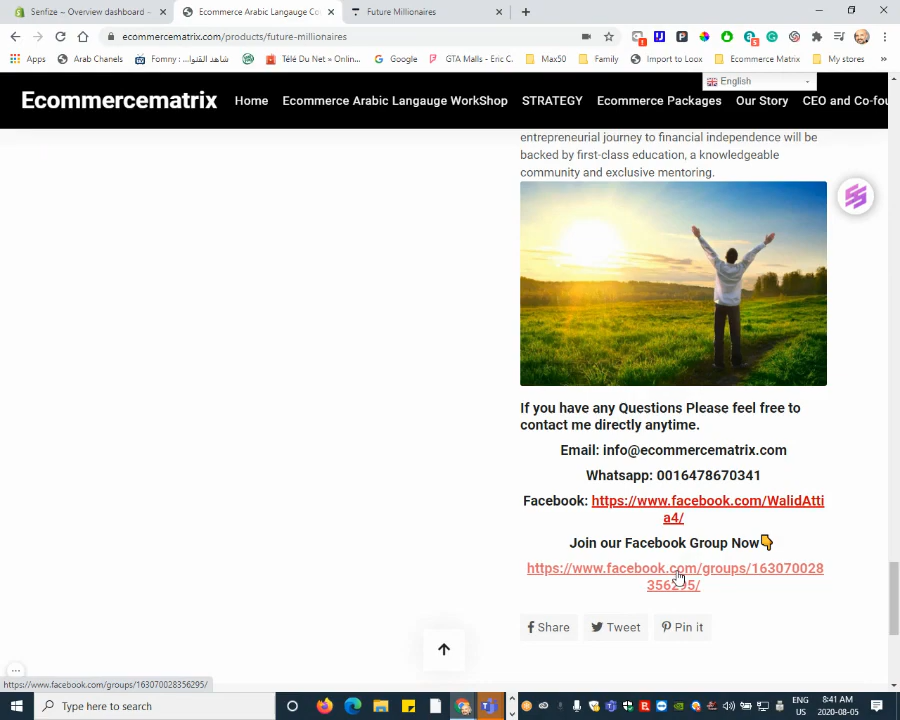 Senfize ~ Overview dashboard –
Ecommerce Arabic Langauge Co
Future Millionaires
ecommercematrix.com/products/future-millionaires
Apps
Arab Chanels
Fomny : شاهد القنوا...
Télé Du Net » Onlin...
Google
GTA Malls - Eric C.
Max50
Family
Import to Loox
Ecommerce Matrix
My stores
English
Ecommercematrix
Home
Ecommerce Arabic Langauge WorkShop
STRATEGY
Ecommerce Packages
Our Story
CEO and Co-fou
entrepreneurial journey to financial independence will be
backed by first-class education, a knowledgeable
community and exclusive mentoring.
If you have any Questions Please feel free to
contact me directly anytime.
Email: info@ecommercematrix.com
Whatsapp: 0016478670341
Facebook: https://www.facebook.com/WalidAtti
a4/
Join our Facebook Group Now👇
https://www.facebook.com/groups/163070028
356295/
Share
Tweet
Pin it
https://www.facebook.com/groups/163070028356295/
Type here to search
ENG
US
8:41 AM
2020-08-05